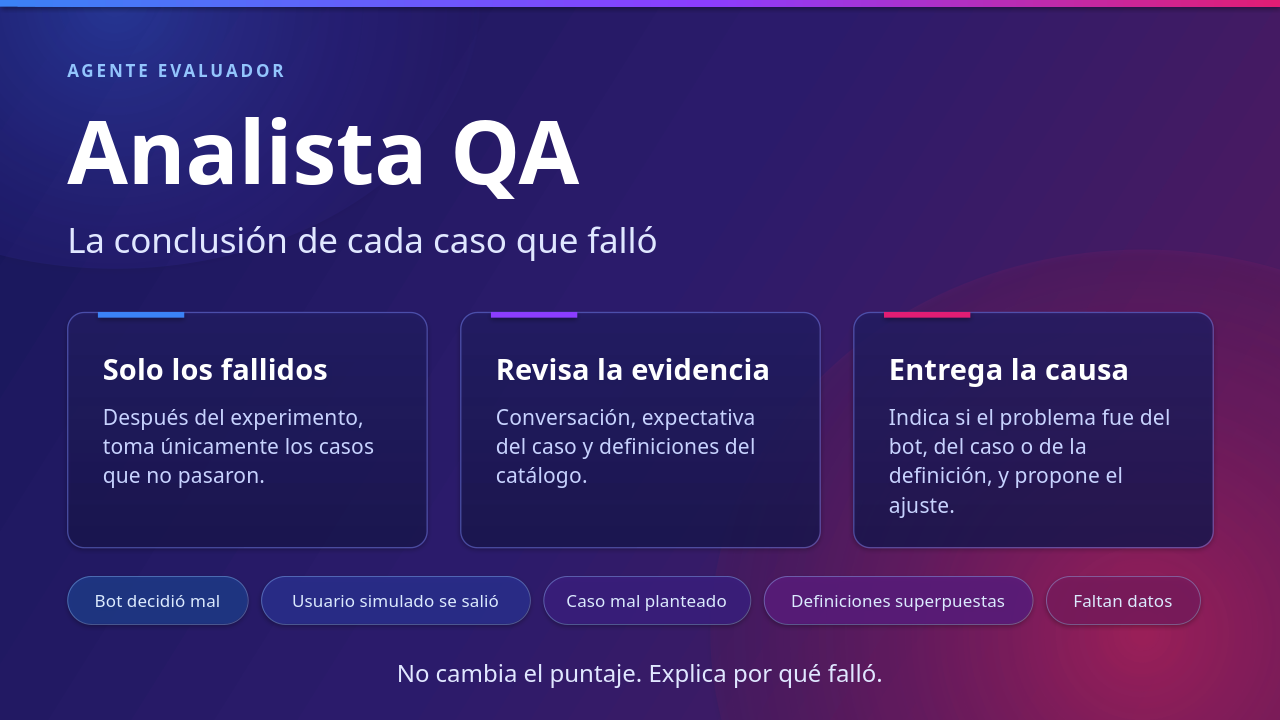 AGENTE EVALUADOR
Analista QA
La conclusión de cada caso que falló
Solo los fallidos
Después del experimento,
toma únicamente los casos
que no pasaron.
Revisa la evidencia
Conversación, expectativa
del caso y definiciones del
catálogo.
Entrega la causa
Indica si el problema fue del
bot, del caso o de la
definición, y propone el
ajuste.
Bot decidió mal
Usuario simulado se salió
Caso mal planteado
Definiciones superpuestas
Faltan datos
No cambia el puntaje. Explica por qué falló.